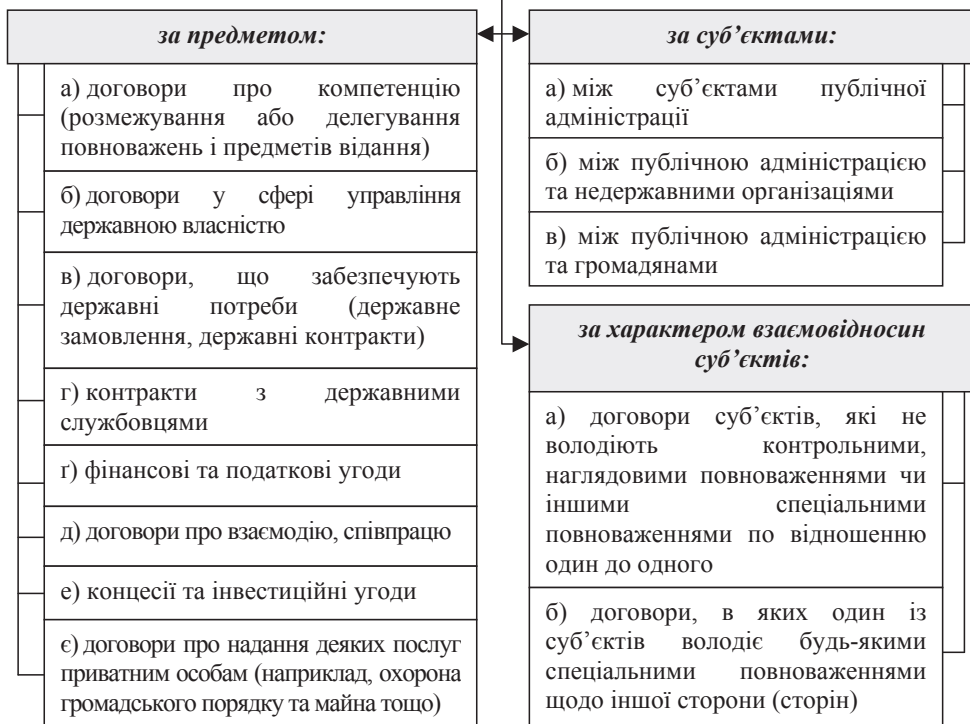 за предметом:
а) договори про компетенцію
(розмежування або делегування
повноважень і предметів відання)
б) договори у сфері управління
державною власністю
в) договори, що забезпечують
державні потреби (державне
замовлення, державні контракти)
г) контракти з державними
службовцями
ґ) фінансові та податкові угоди
д) договори про взаємодію, співпрацю
е) концесії та інвестиційні угоди
є) договори про надання деяких послуг
приватним особам (наприклад, охорона
громадського порядку та майна тощо)
за суб’єктами:
а) між суб’єктами публічної
адміністрації
б) між публічною адміністрацією
та недержавними організаціями
в) між публічною адміністрацією
та громадянами
за характером взаємовідносин
суб’єктів:
а) договори суб’єктів, які не
володіють контрольними,
наглядовими повноваженнями чи
іншими спеціальними
повноваженнями по відношенню
один до одного
б) договори, в яких один із
суб’єктів володіє будь-якими
спеціальними повноваженнями
щодо іншої сторони (сторін)